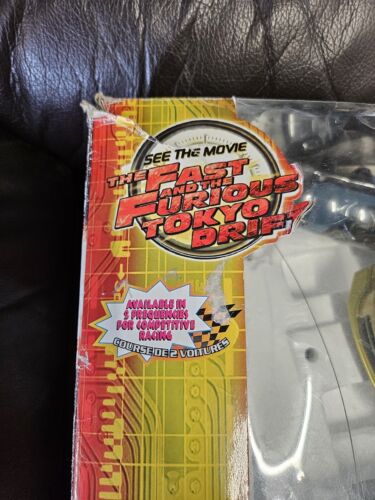 SEE THE MOVIE
THE FAST
AND THE
FURIOUS
TOKYO
DRIFT
AVAILABLE IN
2 FREQUENCIES
FOR COMPETITIVE
RACING
COURSE DE 2 VOITURES